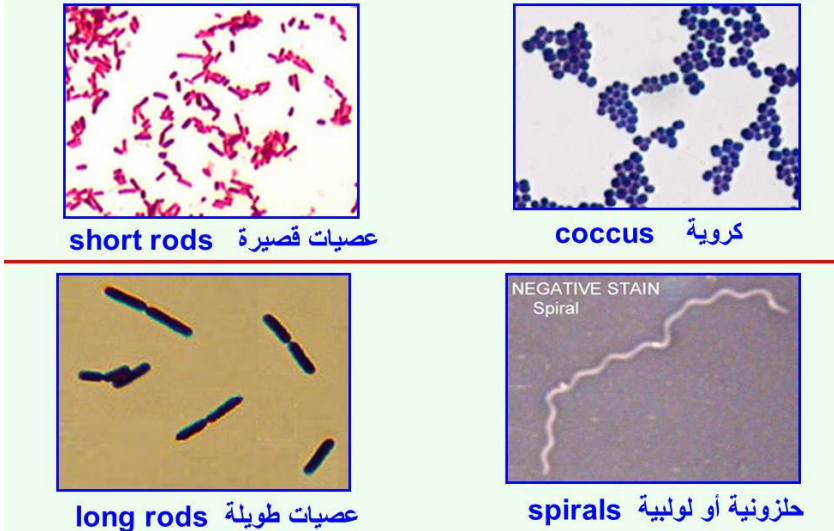 short rods عصيات قصيرة
coccus كروية
NEGATIVE STAIN
Spiral
long rods عصيات طويلة
spirals حلزونية أو لولبية